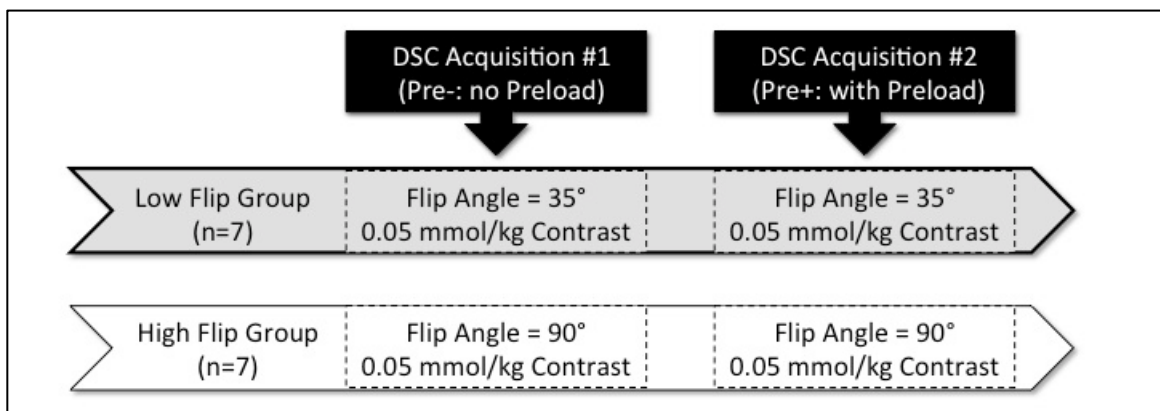 DSC Acquisition #1
(Pre-: no Preload)
DSC Acquisition #2
(Pre+: with Preload)
Low Flip Group
(n=7)
Flip Angle = 35°
0.05 mmol/kg Contrast
Flip Angle = 35°
0.05 mmol/kg Contrast
High Flip Group
(n=7)
Flip Angle = 90°
0.05 mmol/kg Contrast
Flip Angle = 90°
0.05 mmol/kg Contrast